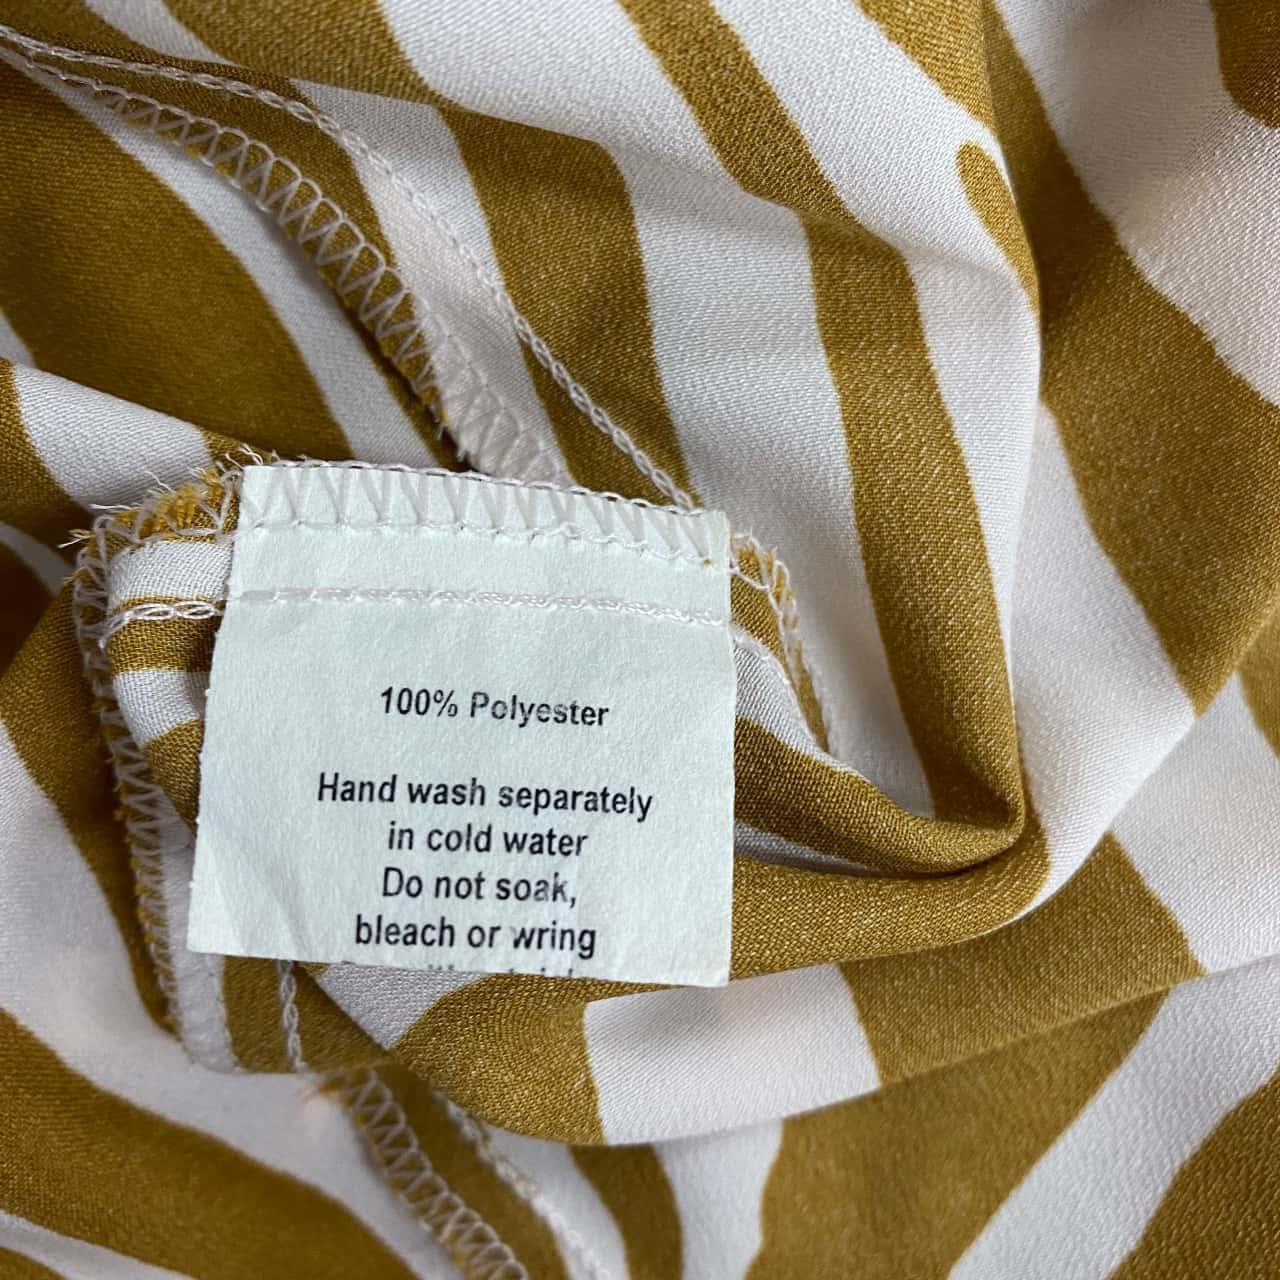 100% Polyester
Hand wash separately
in cold water
Do not soak,
bleach or wring